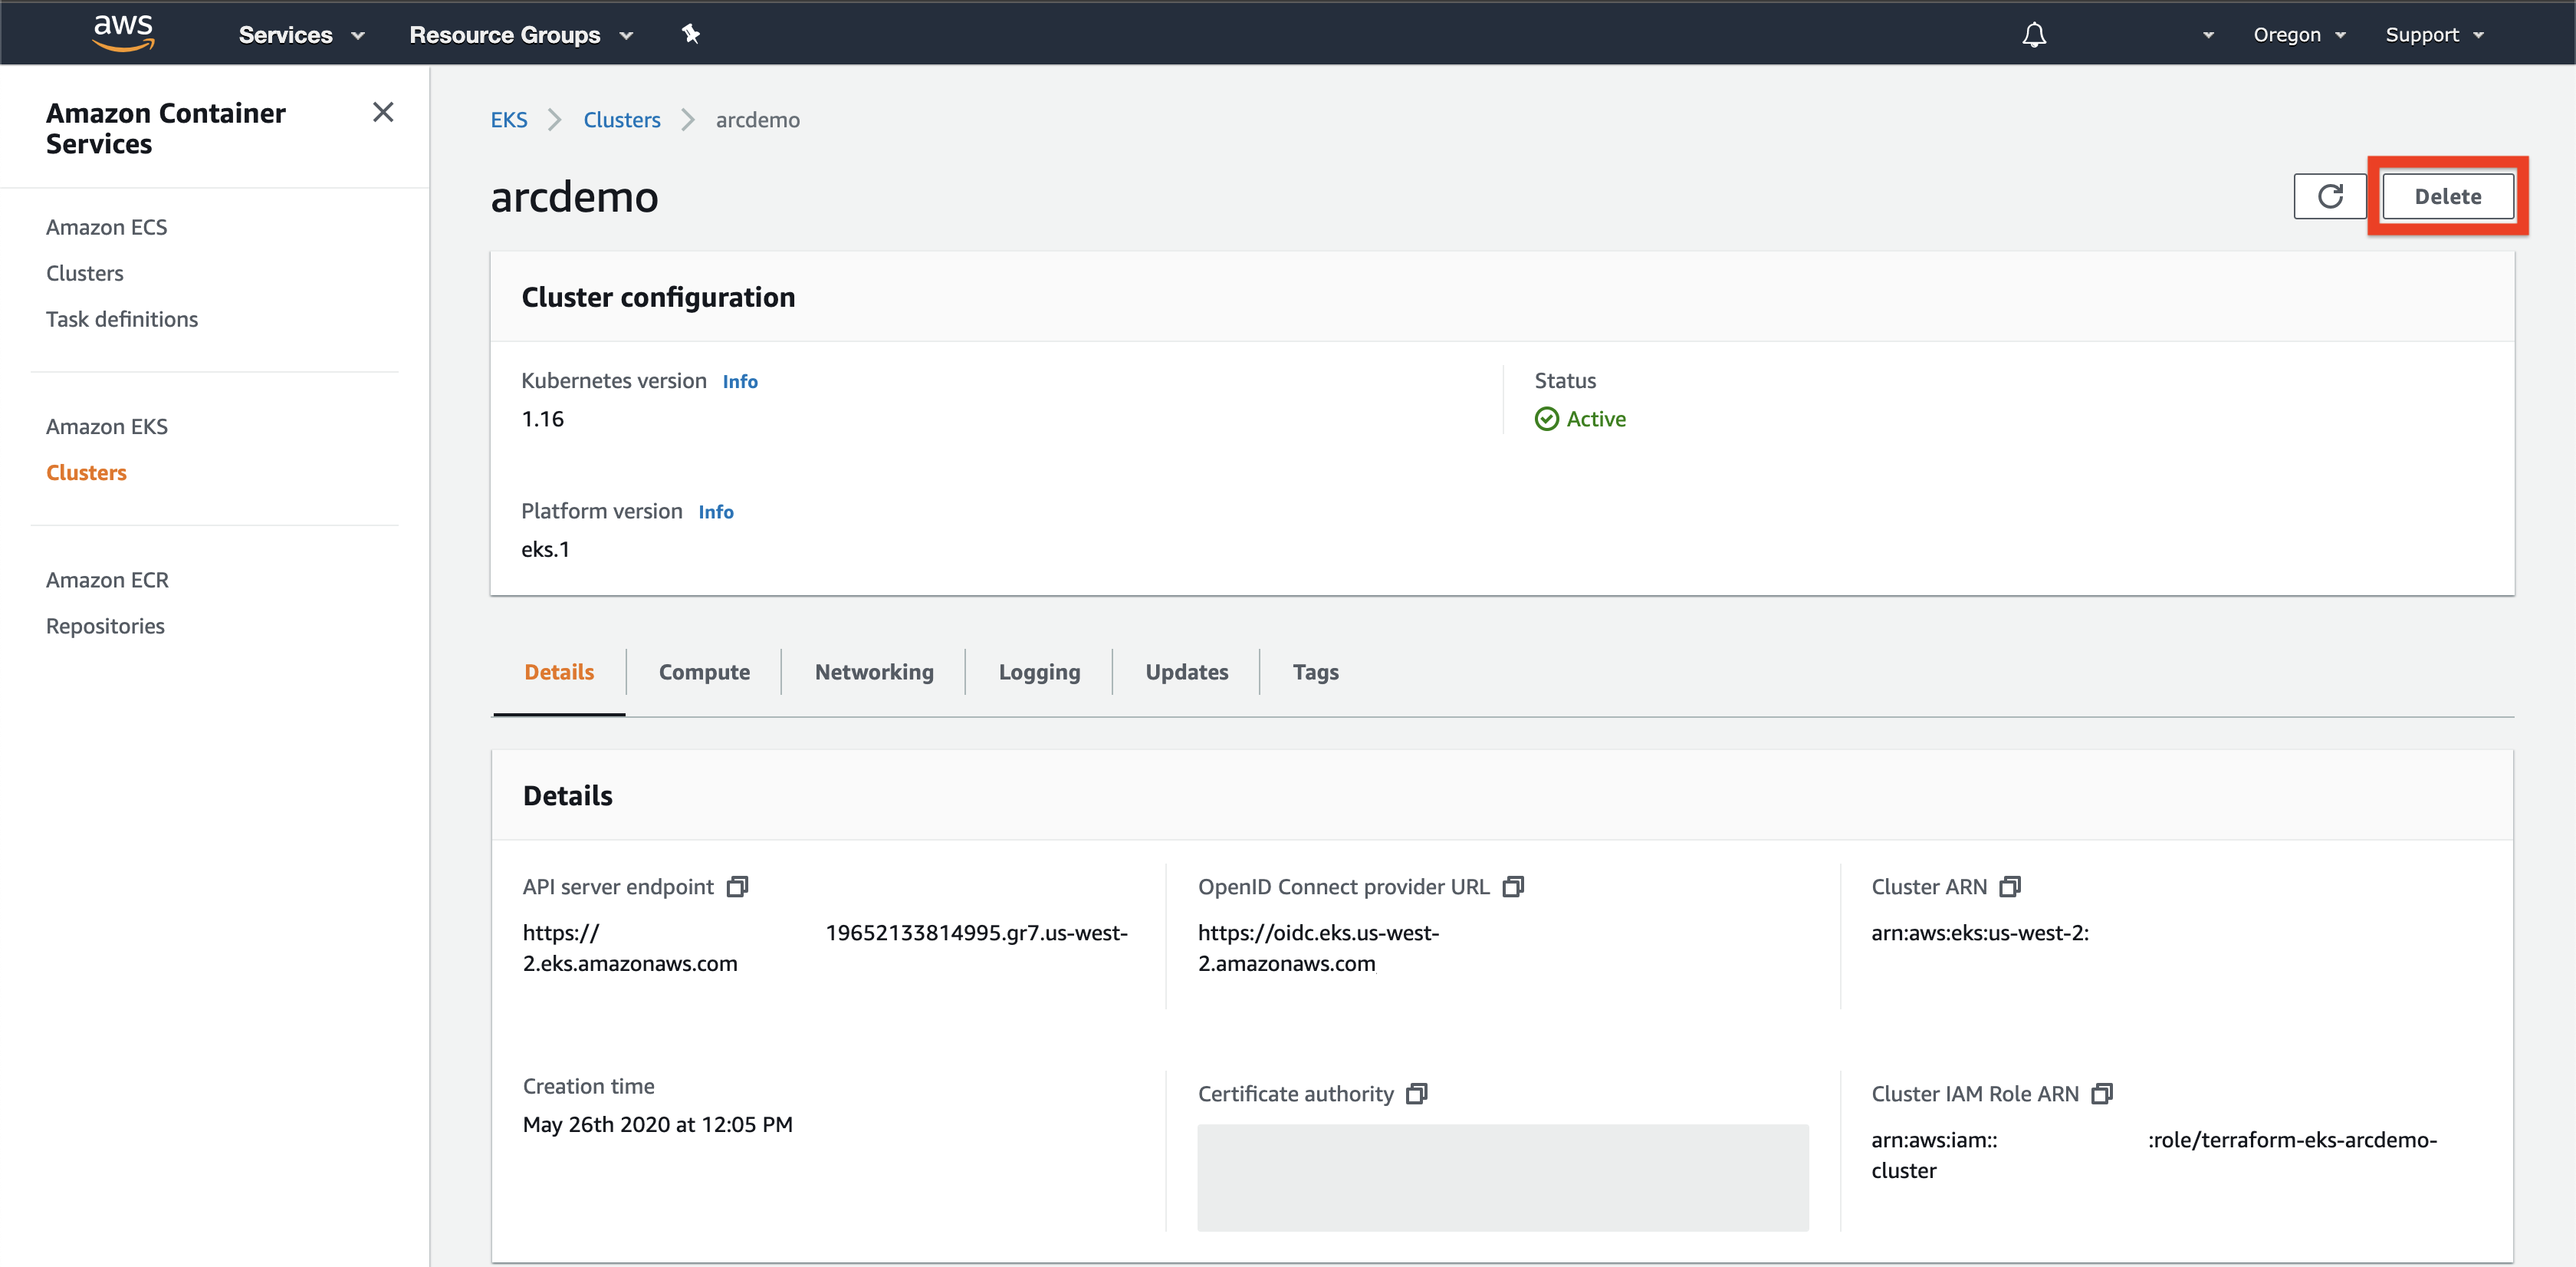 aws
Services
Resource Groups
Oregon
Support
Amazon Container
Services
Amazon ECS
Clusters
Task definitions
Amazon EKS
Clusters
Amazon ECR
Repositories
EKS
Clusters
arcdemo
arcdemo
Delete
Cluster configuration
Kubernetes version Info
1.16
Status
Active
Platform version Info
eks.1
Details
Compute
Networking
Logging
Updates
Tags
Details
API server endpoint
https:// 19652133814995.gr7.us-west-
2.eks.amazonaws.com
OpenID Connect provider URL
https://oidc.eks.us-west-
2.amazonaws.com
Cluster ARN
arn:aws:eks:us-west-2:
Creation time
May 26th 2020 at 12:05 PM
Certificate authority
Cluster IAM Role ARN
arn:aws:iam:: :role/terraform-eks-arcdemo-
cluster